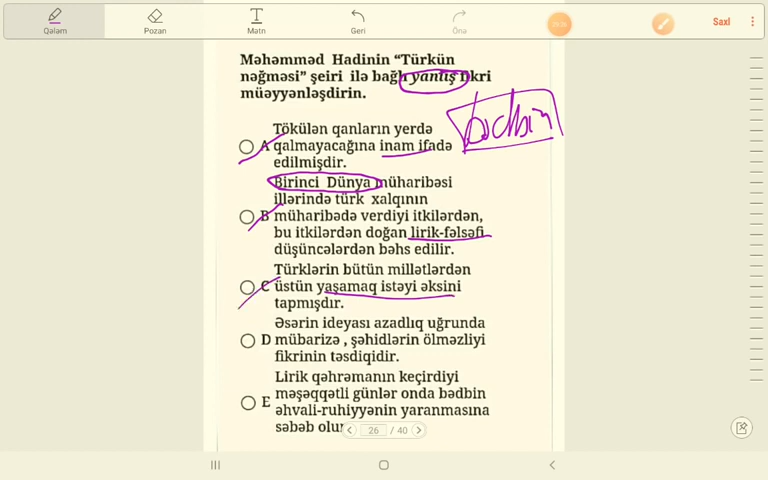 Qələm
Pozan
Mətn
Geri
Önə
Saxl
Məhəmməd Hadinin “Türkün
nəğməsi” şeiri ilə bağlı yanlış fikri
müəyyənləşdirin.
bədbin
Tökülən qanların yerdə
A qalmayacağına inam ifadə
edilmişdir.
Birinci Dünya müharibəsi
illərində türk xalqının
B müharibədə verdiyi itkilərdən,
bu itkilərdən doğan lirik-fəlsəfi
düşüncələrdən bəhs edilir.
Türklərin bütün millətlərdən
C üstün yaşamaq istəyi əksini
tapmışdır.
Əsərin ideyası azadlıq uğrunda
D mübarizə , şəhidlərin ölməzliyi
fikrinin təsdiqidir.
Lirik qəhrəmanın keçirdiyi
E məşəqqətli günlər onda bədbin
əhvali-ruhiyyənin yaranmasına
səbəb olur
26 / 40